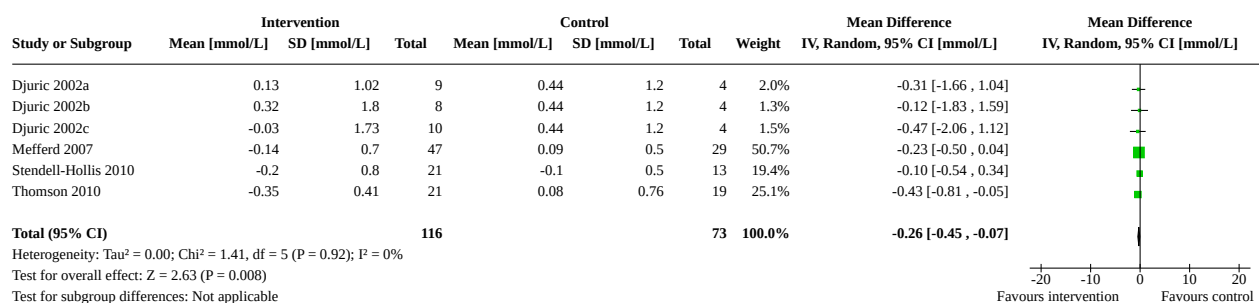 Intervention Control Mean Difference Mean Difference
Study or Subgroup Mean [mmol/L] SD [mmol/L] Total Mean [mmol/L] SD [mmol/L] Total Weight IV, Random, 95% CI [mmol/L] IV, Random, 95% CI [mmol/L]
Djuric 2002a 0.13 1.02 9 0.44 1.2 4 2.0% -0.31 [-1.66 , 1.04]
Djuric 2002b 0.32 1.8 8 0.44 1.2 4 1.3% -0.12 [-1.83 , 1.59]
Djuric 2002c -0.03 1.73 10 0.44 1.2 4 1.5% -0.47 [-2.06 , 1.12]
Mefferd 2007 -0.14 0.7 47 0.09 0.5 29 50.7% -0.23 [-0.50 , 0.04]
Stendell-Hollis 2010 -0.2 0.8 21 -0.1 0.5 13 19.4% -0.10 [-0.54 , 0.34]
Thomson 2010 -0.35 0.41 21 0.08 0.76 19 25.1% -0.43 [-0.81 , -0.05]
Total (95% CI) 116 73 100.0% -0.26 [-0.45 , -0.07]
Heterogeneity: Tau² = 0.00; Chi² = 1.41, df = 5 (P = 0.92); I² = 0%
Test for overall effect: Z = 2.63 (P = 0.008) -20 -10 0 10 20
Test for subgroup differences: Not applicable Favours intervention Favours control